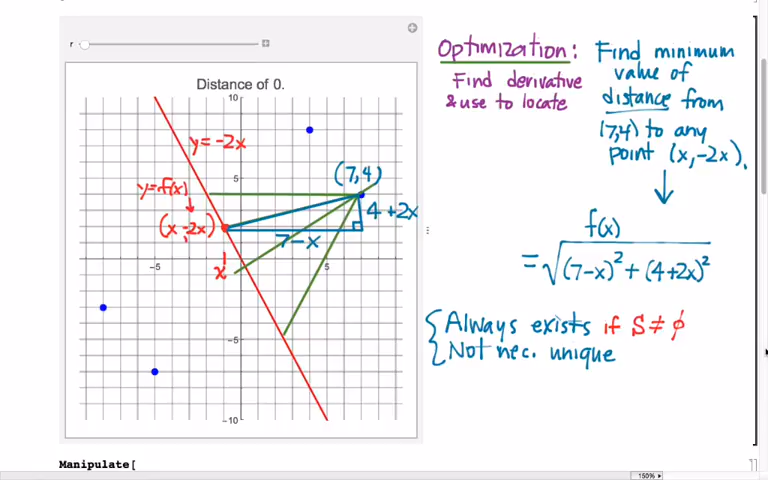 r
Distance of 0.
10
5
-5
5
-5
-10
y=-2x
y=f(x)
(x,-2x)
x
(7,4)
4+2x
7-x
Optimization:
Find derivative
& use to locate
Find minimum
value of
distance from
(7,4) to any
point (x,-2x).
f(x)
=√(7-x)²+(4+2x)²
Always exists if S≠φ
Not nec. unique
Manipulate[
150%